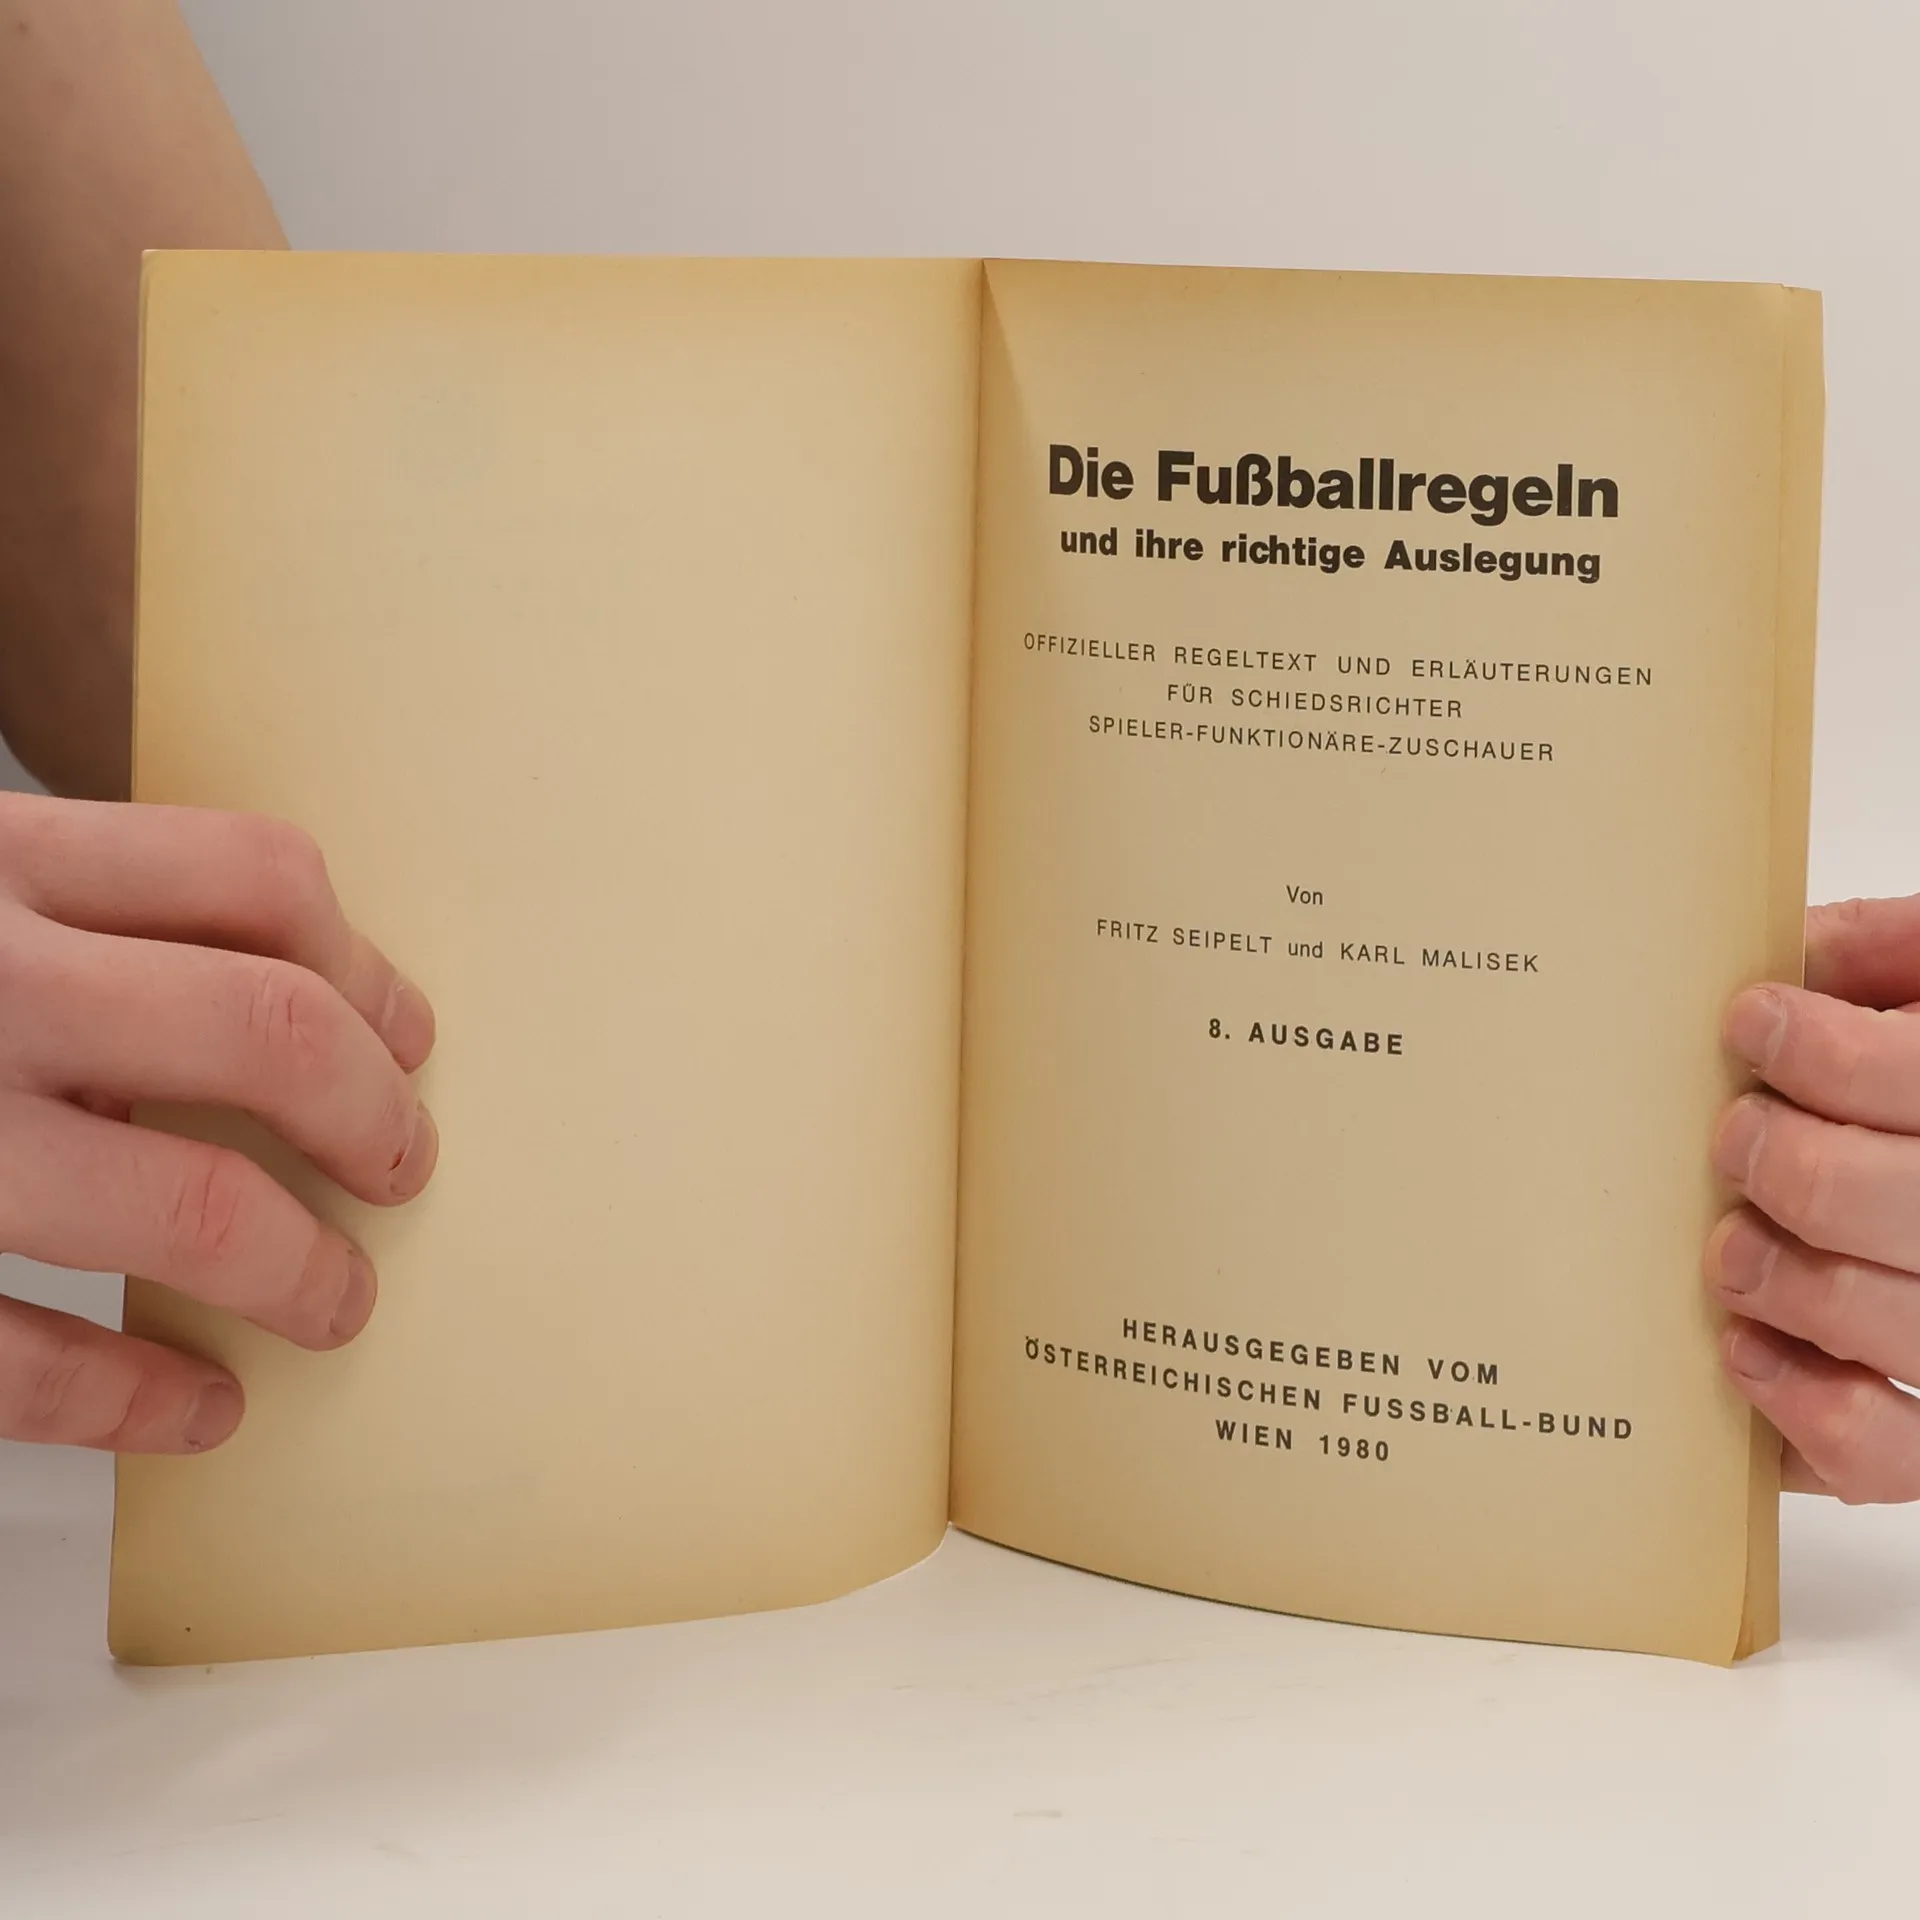 Die Fußballregeln
und ihre richtige Auslegung
OFFIZIELLER REGELTEXT UND ERLÄUTERUNGEN
FÜR SCHIEDSRICHTER
SPIELER-FUNKTIONÄRE-ZUSCHAUER
Von
FRITZ SEIPELT und KARL MALISEK
8. AUSGABE
HERAUSGEGEBEN VOM
ÖSTERREICHISCHEN FUSSBALL-BUND
WIEN 1980